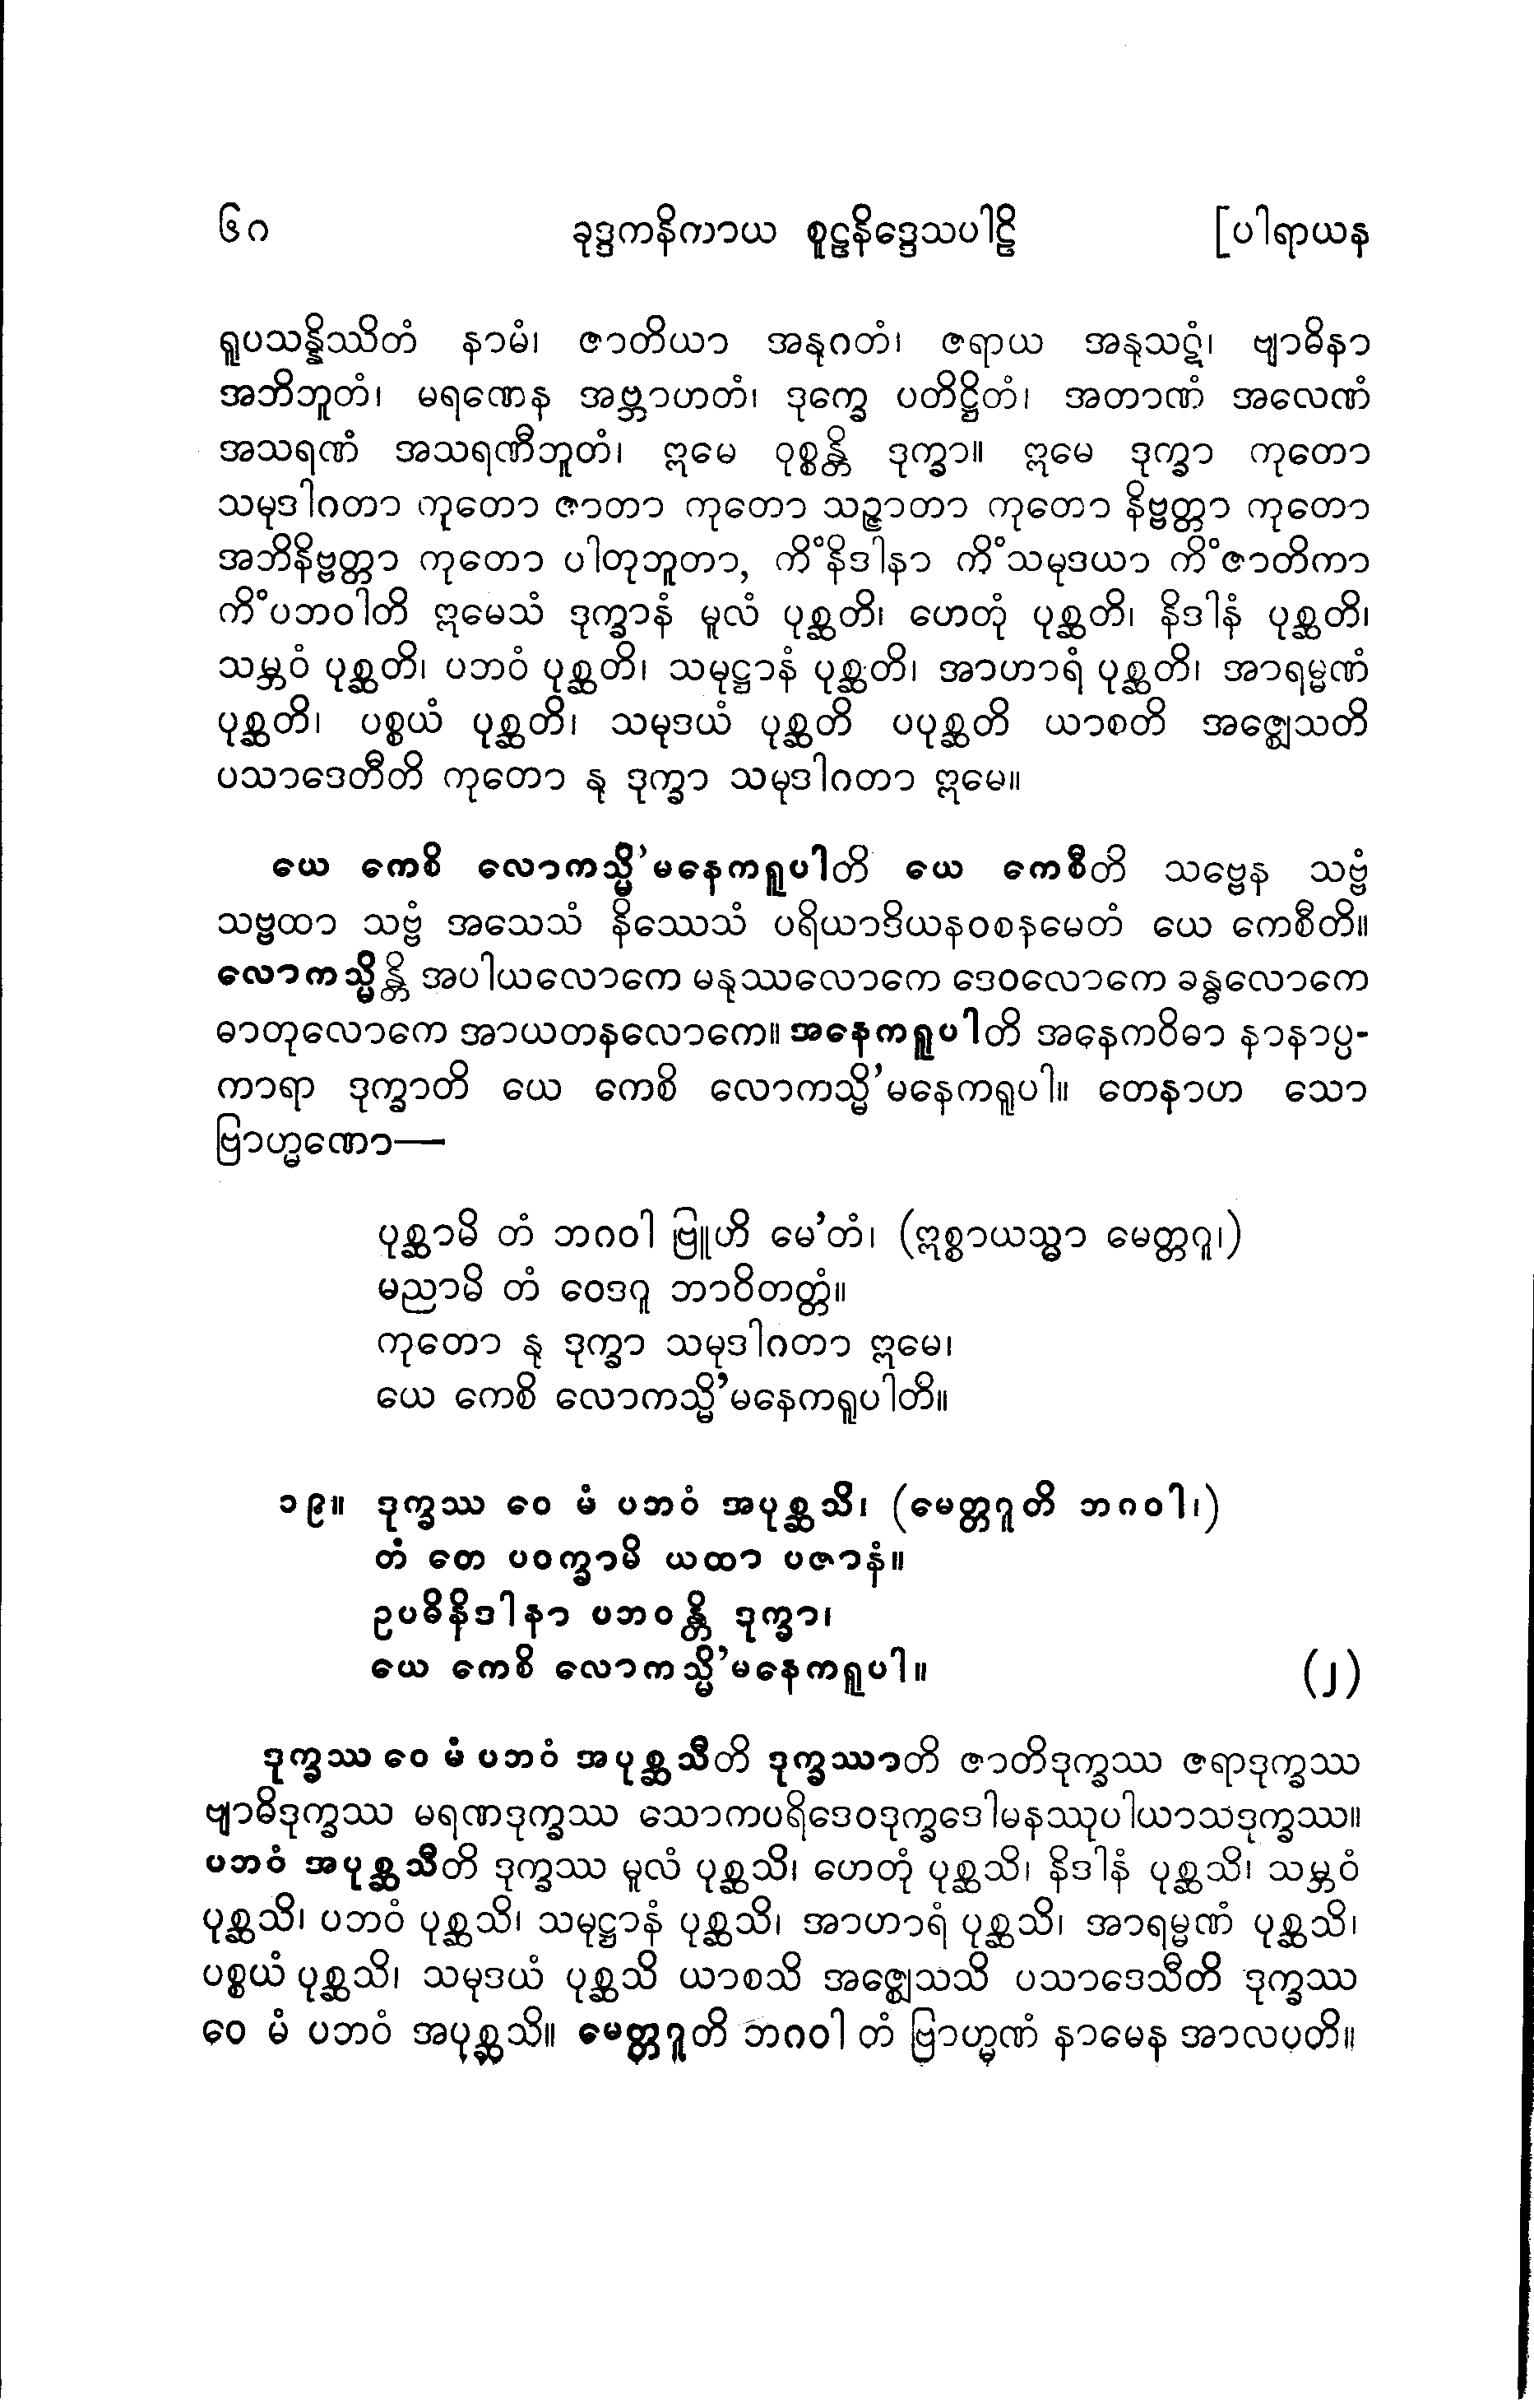 ၆ဂ ခုဒ္ဒကနိကာယ စူဠနိဒ္ဒေသပါဠိ [ပါရာယန
ရူပသန္နိဿိတံ နာမံ၊ ဇာတိယာ အနုဂတံ၊ ဇရာယ အနုသဋံ၊ ဗျာဓိနာ
အဘိဘူတံ၊ မရဏေန အဗ္ဘာဟတံ၊ ဒုက္ခေ ပတိဋ္ဌိတံ၊ အတာဏံ အလေဏံ
အသရဏံ အသရဏီဘူတံ၊ ဣမေ ဝုစ္စန္တိ ဒုက္ခာ။ ဣမေ ဒုက္ခာ ကုတော
သမုဒါဂတာ ကုတော ဇာတာ ကုတော သဉ္ဇာတာ ကုတော နိဗ္ဗတ္တာ ကုတော
အဘိနိဗ္ဗတ္တာ ကုတော ပါတုဘူတာ, ကိံနိဒါနာ ကိံသမုဒယာ ကိံဇာတိကာ
ကိံပဘဝါတိ ဣမေသံ ဒုက္ခာနံ မူလံ ပုစ္ဆတိ၊ ဟေတုံ ပုစ္ဆတိ၊ နိဒါနံ ပုစ္ဆတိ၊
သမ္ဘဝံ ပုစ္ဆတိ၊ ပဘဝံ ပုစ္ဆတိ၊ သမုဋ္ဌာနံ ပုစ္ဆတိ၊ အာဟာရံ ပုစ္ဆတိ၊ အာရမ္မဏံ
ပုစ္ဆတိ၊ ပစ္စယံ ပုစ္ဆတိ၊ သမုဒယံ ပုစ္ဆတိ ပပုစ္ဆတိ ယာစတိ အဇ္ဈေသတိ
ပသာဒေတီတိ ကုတော နု ဒုက္ခာ သမုဒါဂတာ ဣမေ။
ယေ ကေစိ လောကသ္မိ’မနေကရူပါတိ ယေ ကေစီတိ သဗ္ဗေန သဗ္ဗံ
သဗ္ဗထာ သဗ္ဗံ အသေသံ နိဿေသံ ပရိယာဒိယနဝစနမေတံ ယေ ကေစီတိ။
လောကသ္မိန္တိ အပါယလောကေ မနုဿလောကေ ဒေဝလောကေ ခန္ဓလောကေ
ဓာတုလောကေ အာယတနလောကေ။ အနေကရူပါတိ အနေကဝိဓာ နာနာပ္ပ-
ကာရာ ဒုက္ခာတိ ယေ ကေစိ လောကသ္မိ’မနေကရူပါ။ တေနာဟ သော
ဗြာဟ္မဏော—
ပုစ္ဆာမိ တံ ဘဂဝါ ဗြူဟိ မေ’တံ၊ (ဣစ္စာယသ္မာ မေတ္တဂူ၊)
မညာမိ တံ ဝေဒဂူ ဘာဝိတတ္တံ။
ကုတော နု ဒုက္ခာ သမုဒါဂတာ ဣမေ၊
ယေ ကေစိ လောကသ္မိ’မနေကရူပါတိ။
၁၉။ ဒုက္ခဿ ဝေ မံ ပဘဝံ အပုစ္ဆသိ၊ (မေတ္တဂူတိ ဘဂဝါ၊)
တံ တေ ပဝက္ခာမိ ယထာ ပဇာနံ။
ဥပဓိနိဒါနာ ပဘဝန္တိ ဒုက္ခာ၊
ယေ ကေစိ လောကသ္မိ’မနေကရူပါ။ (၂)
ဒုက္ခဿ ဝေ မံ ပဘဝံ အပုစ္ဆသီတိ ဒုက္ခဿာတိ ဇာတိဒုက္ခဿ ဇရာဒုက္ခဿ
ဗျာဓိဒုက္ခဿ မရဏဒုက္ခဿ သောကပရိဒေဝဒုက္ခဒေါမနဿုပါယာသဒုက္ခဿ။
ပဘဝံ အပုစ္ဆသီတိ ဒုက္ခဿ မူလံ ပုစ္ဆသိ၊ ဟေတုံ ပုစ္ဆသိ၊ နိဒါနံ ပုစ္ဆသိ၊ သမ္ဘဝံ
ပုစ္ဆသိ၊ ပဘဝံ ပုစ္ဆသိ၊ သမုဋ္ဌာနံ ပုစ္ဆသိ၊ အာဟာရံ ပုစ္ဆသိ၊ အာရမ္မဏံ ပုစ္ဆသိ၊
ပစ္စယံ ပုစ္ဆသိ၊ သမုဒယံ ပုစ္ဆသိ ယာစသိ အဇ္ဈေသသိ ပသာဒေသီတိ ဒုက္ခဿ
ဝေ မံ ပဘဝံ အပုစ္ဆသိ။ မေတ္တဂူတိ ဘဂဝါ တံ ဗြာဟ္မဏံ နာမေန အာလပတိ။